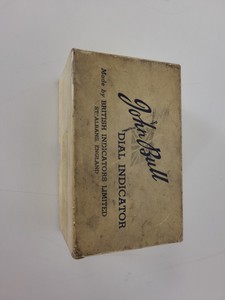 John Bull
DIAL INDICATOR
Made by BRITISH INDICATORS LIMITED
ST ALBANS, ENGLAND